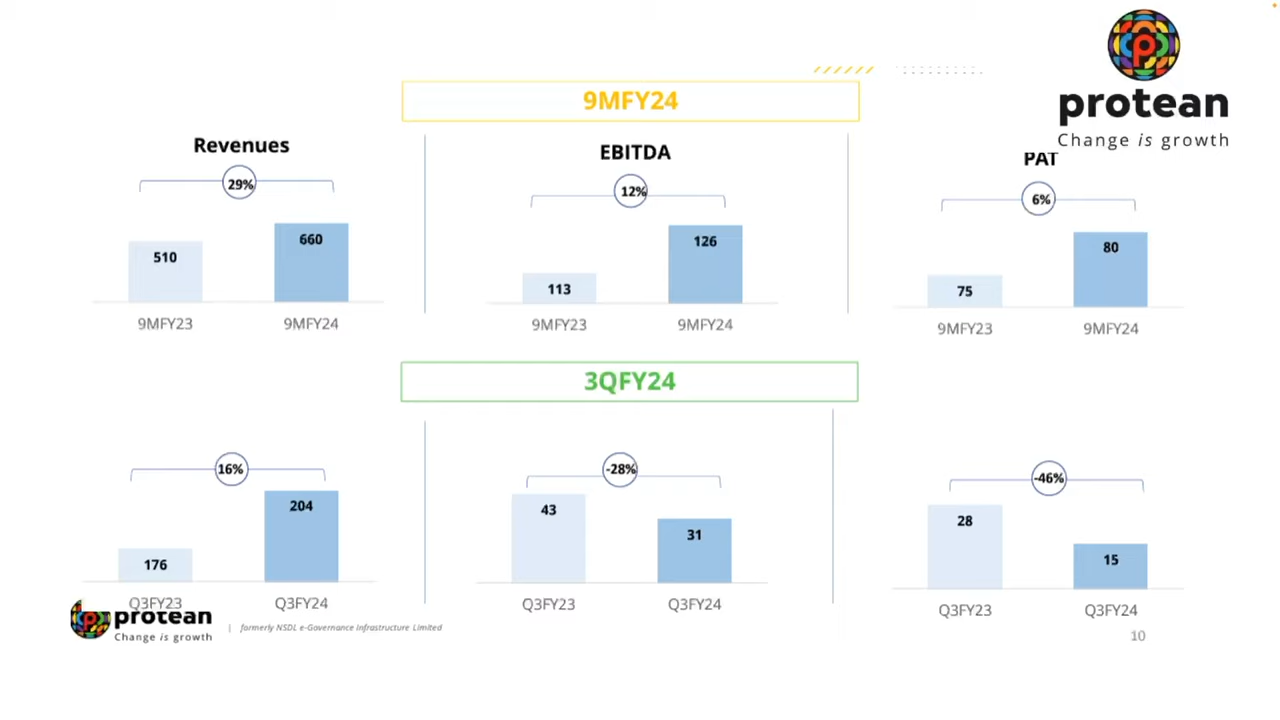 protean
Change is growth
9MFY24
Revenues
29%
510
660
9MFY23
9MFY24
EBITDA
12%
113
126
9MFY23
9MFY24
PAT
6%
75
80
9MFY23
9MFY24
3QFY24
16%
176
204
Q3FY23
Q3FY24
-28%
43
31
Q3FY23
Q3FY24
-46%
28
15
Q3FY23
Q3FY24
protean
Change is growth
| formerly NSDL e-Governance Infrastructure Limited
10